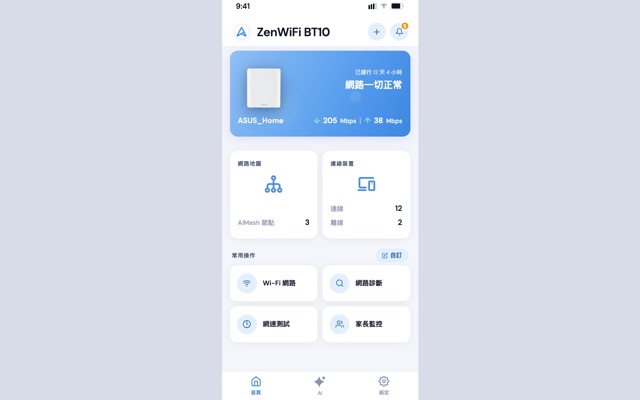 9:41
ZenWiFi BT10
3
已運行 12 天 6 小時
網路一切正常
ASUS_Home
205 Mbps | 38 Mbps
網路地圖
AiMesh 節點 3
連線裝置
連線 12
離線 2
常用操作
自訂
Wi-Fi 網路
網路診斷
網速測試
家長監控
首頁
AI
設定